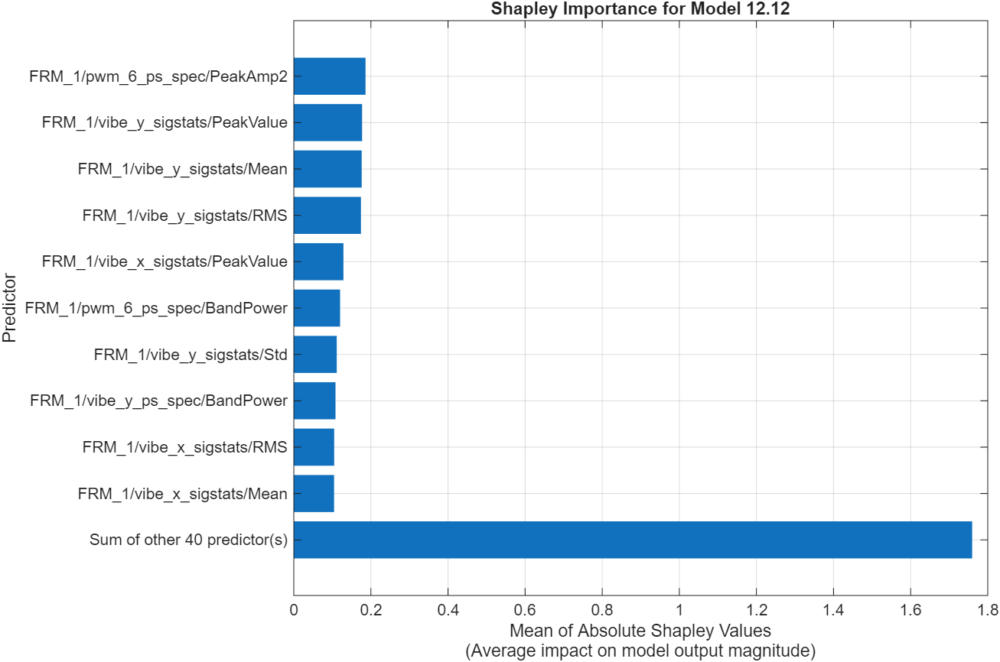 Shapley Importance for Model 12.12
FRM_1/pwm_6_ps_spec/PeakAmp2
FRM_1/vibe_y_sigstats/PeakValue
FRM_1/vibe_y_sigstats/Mean
FRM_1/vibe_y_sigstats/RMS
FRM_1/vibe_x_sigstats/PeakValue
FRM_1/pwm_6_ps_spec/BandPower
FRM_1/vibe_y_sigstats/Std
FRM_1/vibe_y_ps_spec/BandPower
FRM_1/vibe_x_sigstats/RMS
FRM_1/vibe_x_sigstats/Mean
Sum of other 40 predictor(s)
Predictor
0 0.2 0.4 0.6 0.8 1 1.2 1.4 1.6 1.8
Mean of Absolute Shapley Values
(Average impact on model output magnitude)